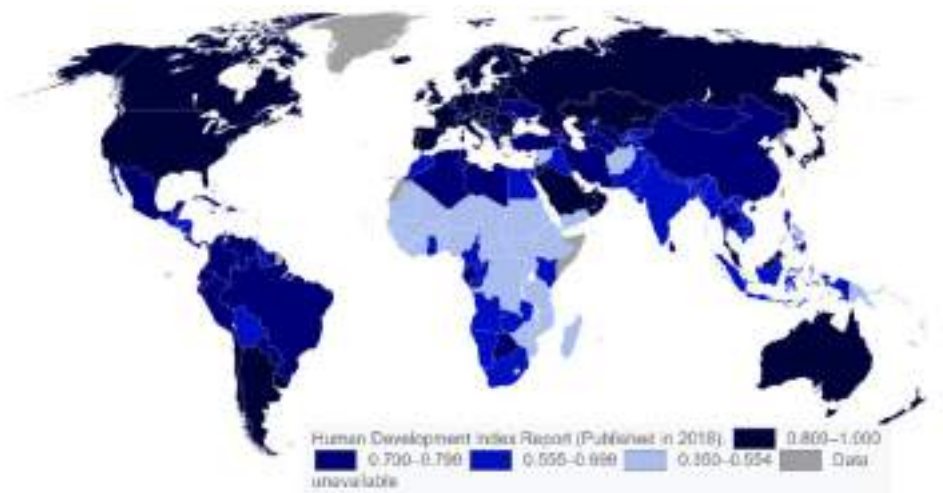 Human Development Index Report (Published in 2018). 0.800–1.000
0.700–0.799 0.555–0.699 0.350–0.554 Data
unavailable